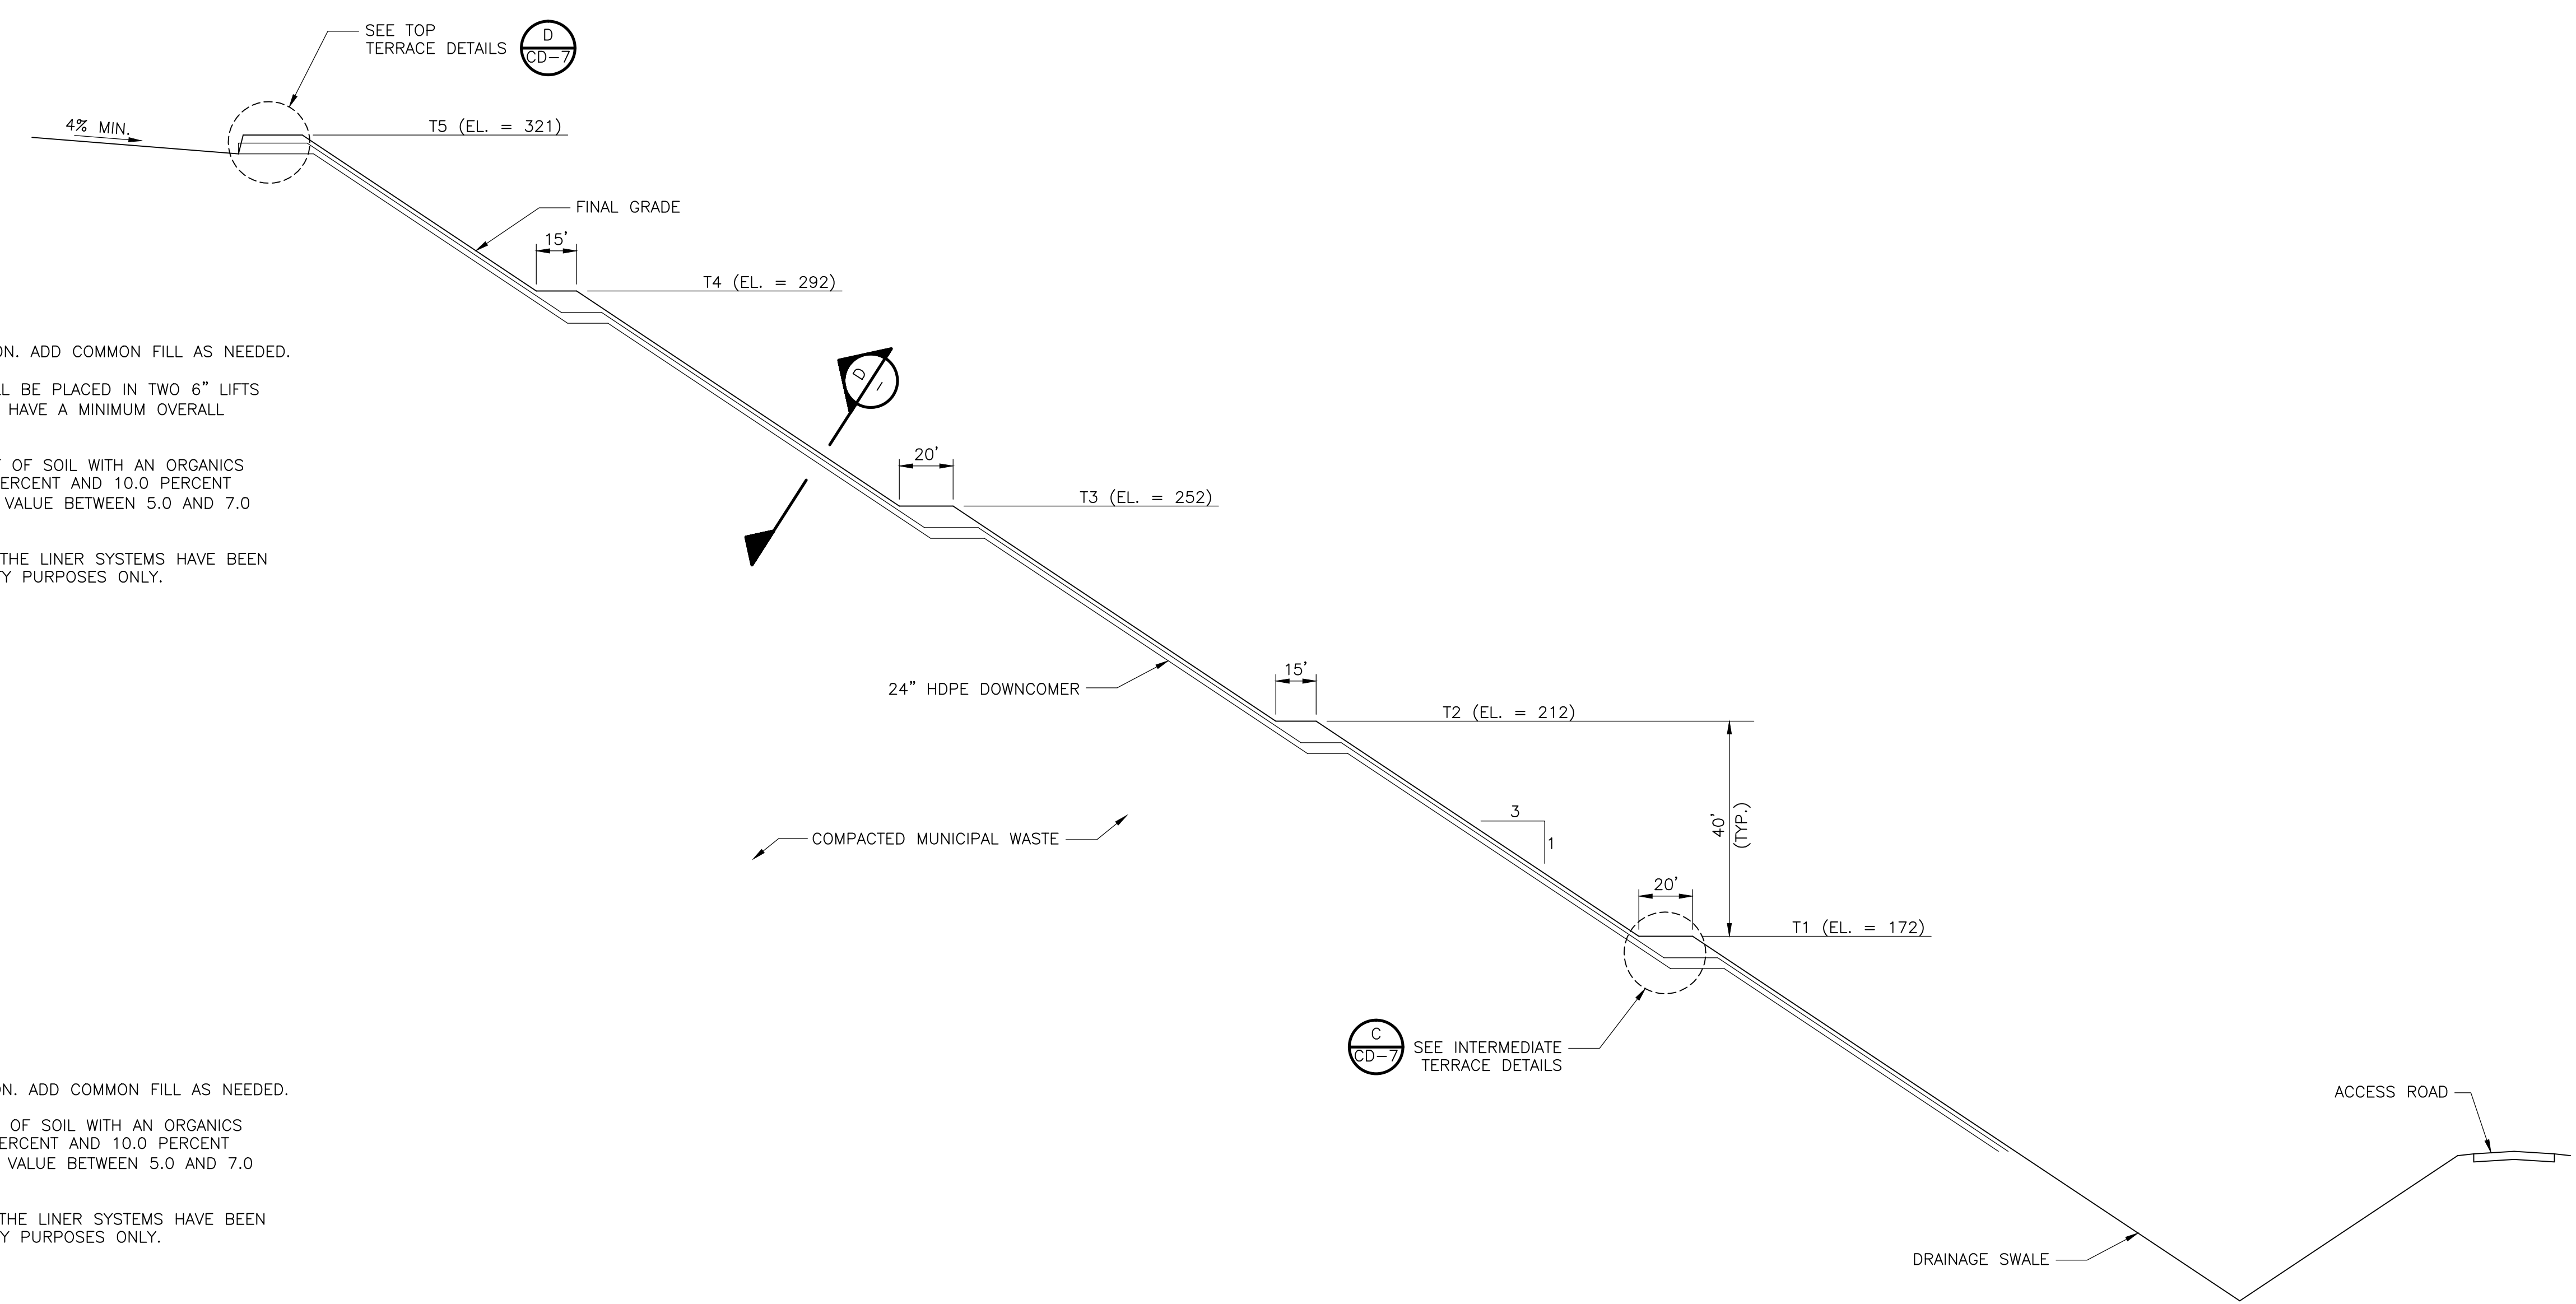 SEE TOP
TERRACE DETAILS
D
CD-7
4% MIN.
T5 (EL. = 321)
FINAL GRADE
15'
T4 (EL. = 292)
ON. ADD COMMON FILL AS NEEDED.
LL BE PLACED IN TWO 6" LIFTS
HAVE A MINIMUM OVERALL
OF SOIL WITH AN ORGANICS
PERCENT AND 10.0 PERCENT
VALUE BETWEEN 5.0 AND 7.0
THE LINER SYSTEMS HAVE BEEN
TY PURPOSES ONLY.
D
-
20'
T3 (EL. = 252)
24" HDPE DOWNCOMER
15'
T2 (EL. = 212)
COMPACTED MUNICIPAL WASTE
3
1
40'
(TYP.)
20'
T1 (EL. = 172)
C
CD-7
SEE INTERMEDIATE
TERRACE DETAILS
ON. ADD COMMON FILL AS NEEDED.
OF SOIL WITH AN ORGANICS
ERCENT AND 10.0 PERCENT
VALUE BETWEEN 5.0 AND 7.0
THE LINER SYSTEMS HAVE BEEN
Y PURPOSES ONLY.
ACCESS ROAD
DRAINAGE SWALE